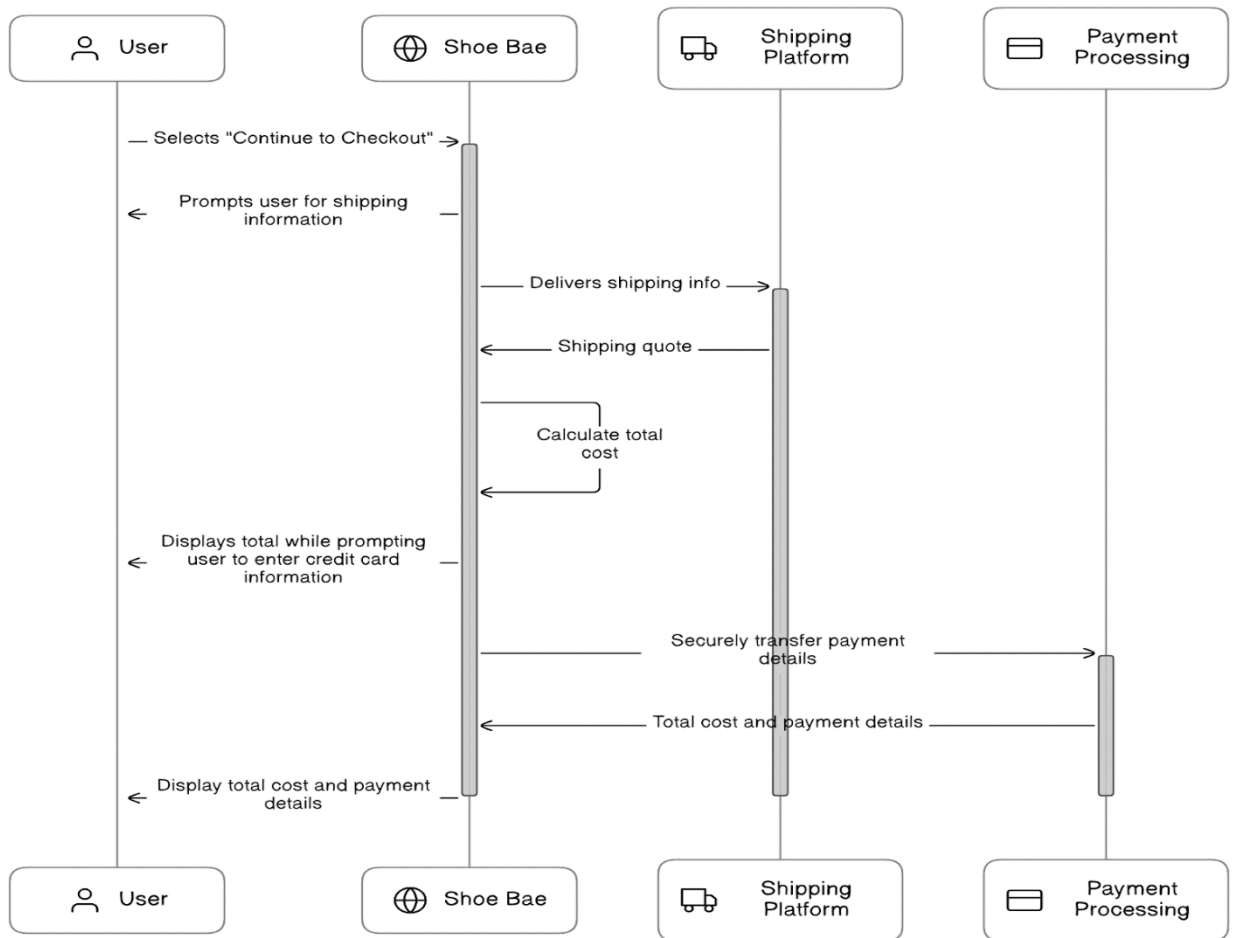 User
Shoe Bae
Shipping
Platform
Payment
Processing
Selects "Continue to Checkout"
Prompts user for shipping
information
Delivers shipping info
Shipping quote
Calculate total
cost
Displays total while prompting
user to enter credit card
information
Securely transfer payment
details
Total cost and payment details
Display total cost and payment
details
User
Shoe Bae
Shipping
Platform
Payment
Processing